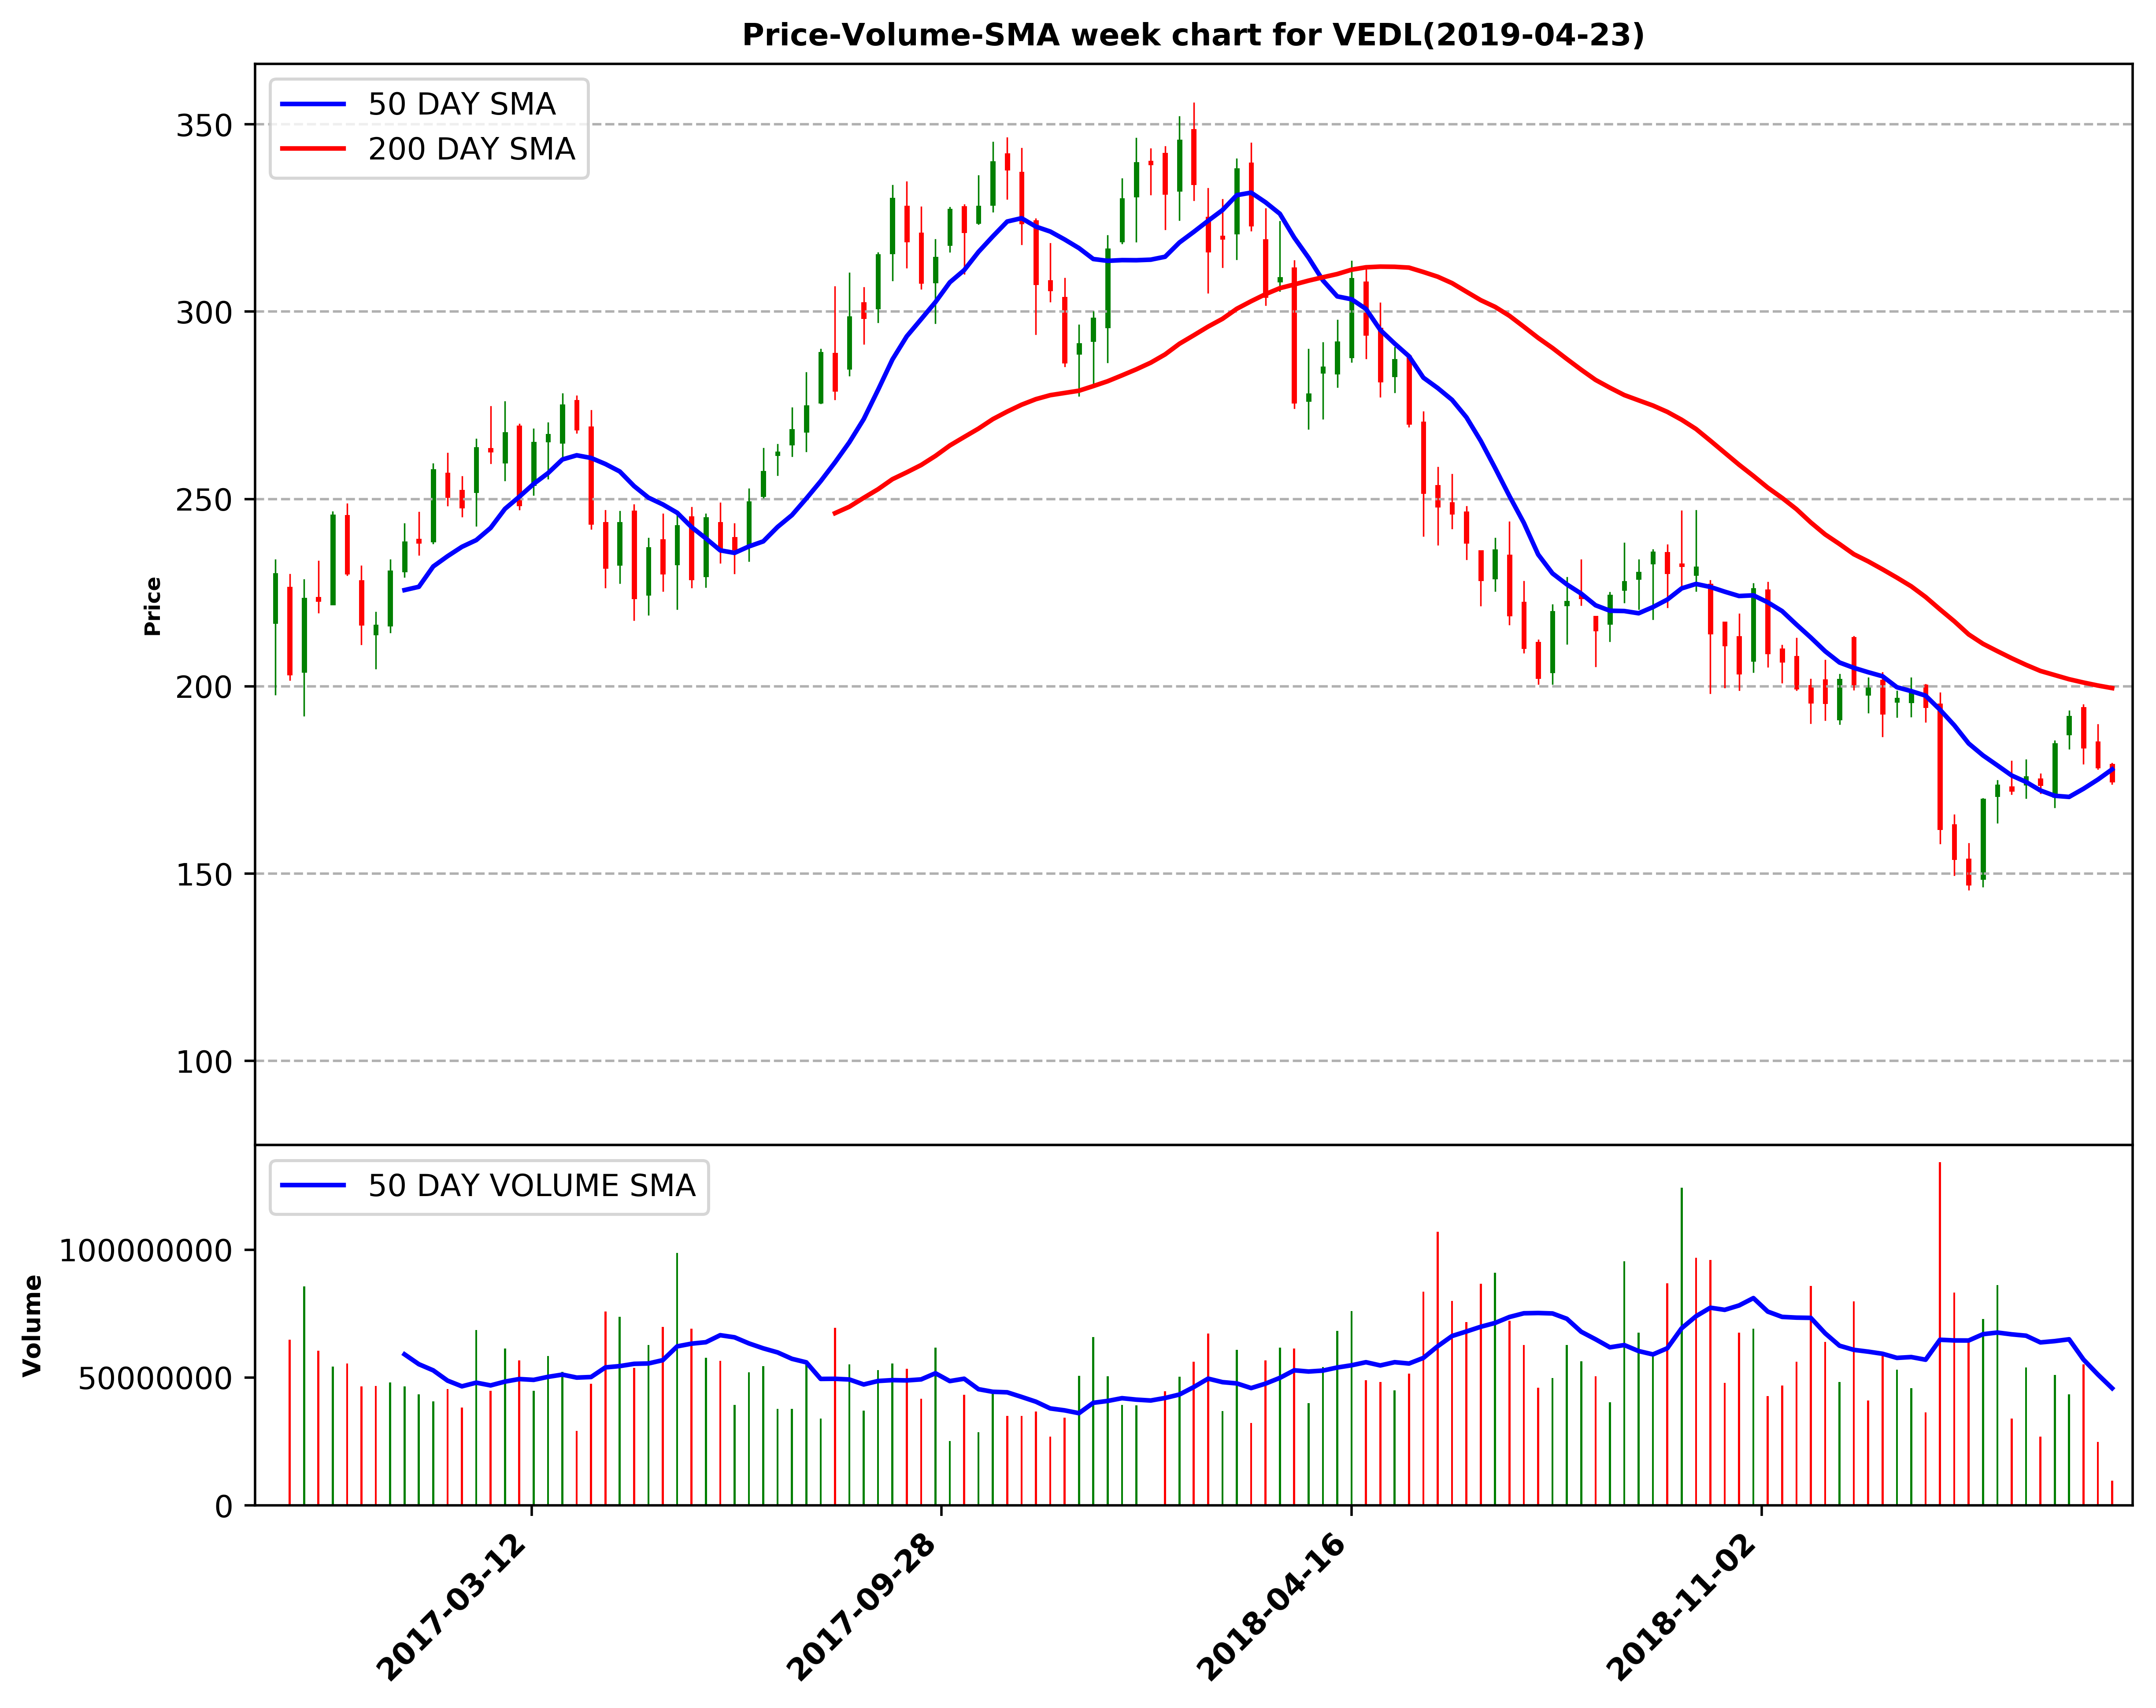 Price-Volume-SMA week chart for VEDL(2019-04-23)
50 DAY SMA
200 DAY SMA
350
300
250
200
150
100
Price
50 DAY VOLUME SMA
100000000
50000000
0
Volume
2017-03-12
2017-09-28
2018-04-16
2018-11-02